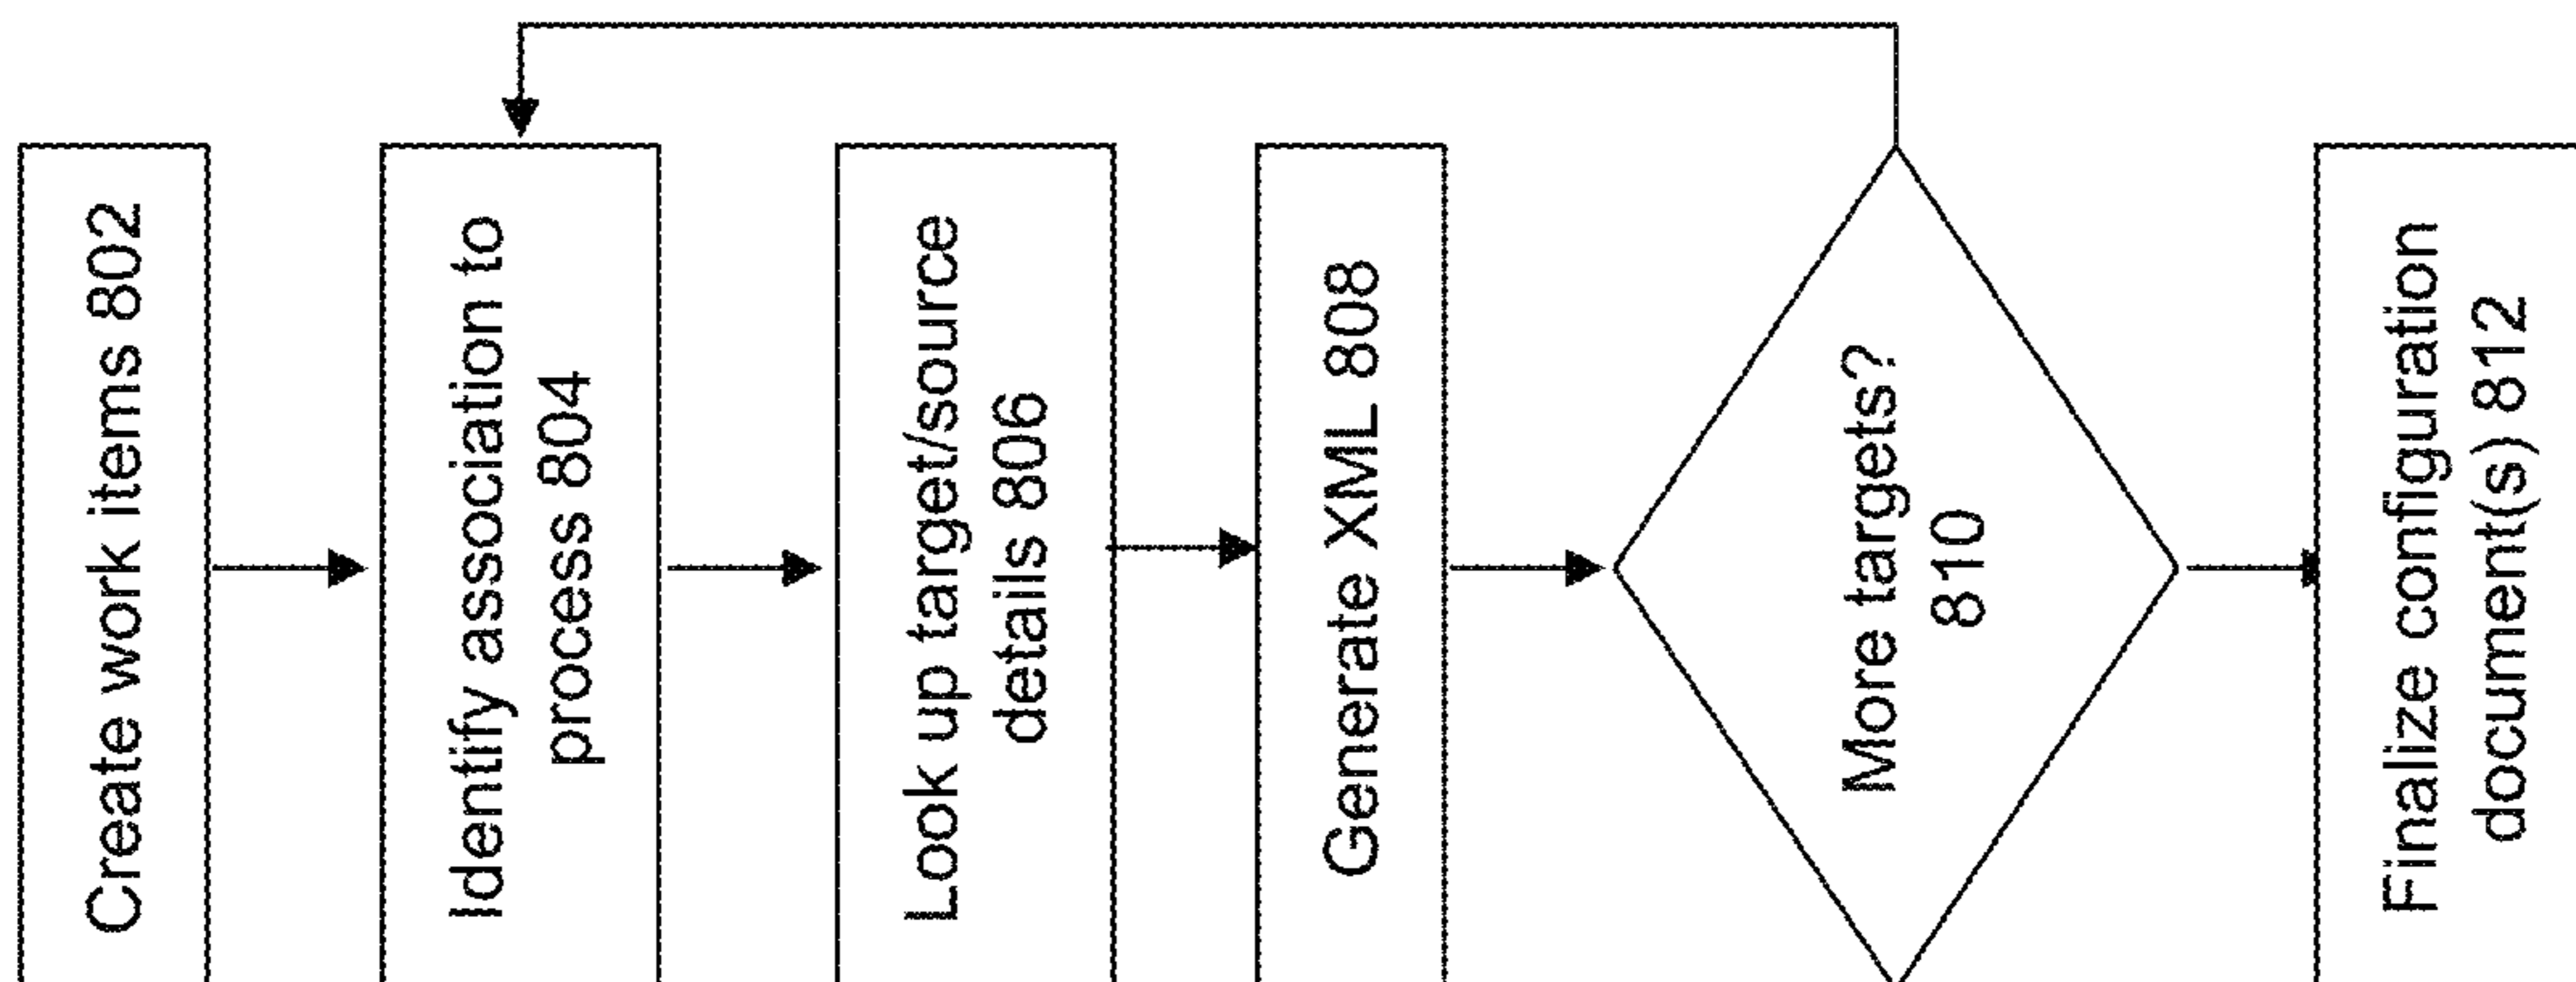 Create work items 802
Identify association to
process 804
Look up target/source
details 806
Generate XML 808
More targets?
810
Finalize configuration
document(s) 812